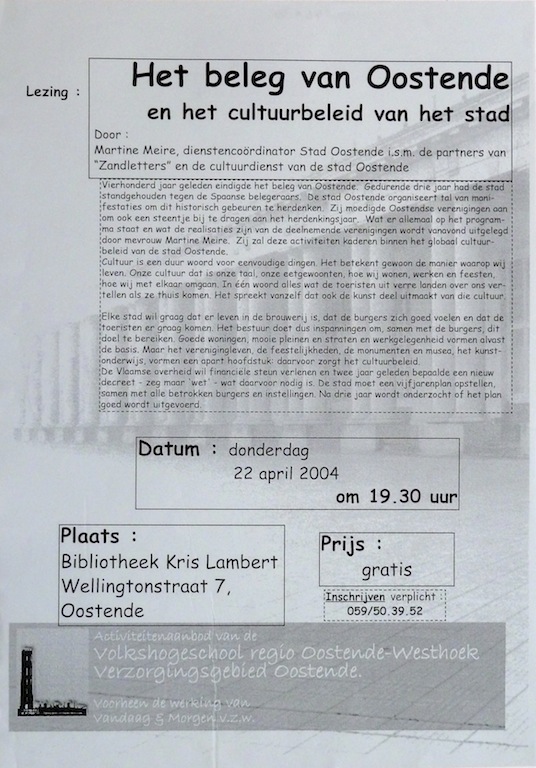 Lezing :
Het beleg van Oostende
en het cultuurbeleid van het stad
Door :
Martine Meire, dienstencoördinator Stad Oostende i.s.m. de partners van
"Zandletters" en de cultuurdienst van de stad Oostende
Vierhonderd jaar geleden eindigde het beleg van Oostende. Gedurende drie jaar had de stad
standgehouden tegen de Spaanse belegeraars. De stad Oostende organiseert tal van mani-
festaties om dit historisch gebeuren te herdenken. Zij moedigde Oostendse verenigingen aan
om ook een steentje bij te dragen aan het herdenkingsjaar. Wat er allemaal op het program-
ma staat en wat de realisaties zijn van de deelnemende verenigingen wordt vanavond uitgelegd
door mevrouw Martine Meire. Zij zal deze activiteiten kaderen binnen het globaal cultuur-
beleid van de stad Oostende.
Cultuur is een duur woord voor eenvoudige dingen. Het betekent gewoon de manier waarop wij
leven. Onze cultuur dat is onze taal, onze eetgewoonten, hoe wij wonen, werken en feesten,
hoe wij met elkaar omgaan. In één woord alles wat de toeristen uit verre landen over ons ver-
tellen als ze thuis komen. Het spreekt vanzelf dat ook de kunst deel uitmaakt van die cultuur.
Elke stad wil graag dat er leven in de brouwerij is, dat de burgers zich goed voelen en dat de
toeristen er graag komen. Het bestuur doet dus inspanningen om, samen met de burgers, dit
doel te bereiken. Goede woningen, mooie pleinen en straten en werkgelegenheid vormen alvast
de basis. Maar het verenigingleven, de feestelijkheden, de monumenten en musea, het kunst-
onderwijs, vormen een apart hoofdstuk: daarvoor zorgt het cultuurbeleid.
De Vlaamse overheid wil financiële steun verlenen en twee jaar geleden bepaalde een nieuw
decreet - zeg maar 'wet' - wat daarvoor nodig is. De stad moet een vijfjarenplan opstellen,
samen met alle betrokken burgers en instellingen. Na drie jaar wordt onderzocht of het plan
goed wordt uitgevoerd.
Datum : donderdag
22 april 2004
om 19.30 uur
Plaats :
Bibliotheek Kris Lambert
Wellingtonstraat 7,
Oostende
Prijs :
gratis
Inschrijven verplicht :
059/50.39.52
Activiteitenaanbod van de
Volkshogeschool regio Oostende-Westhoek
Verzorgingsgebied Oostende.
Voorheen de werking van
Vandaag & Morgen v.z.w.